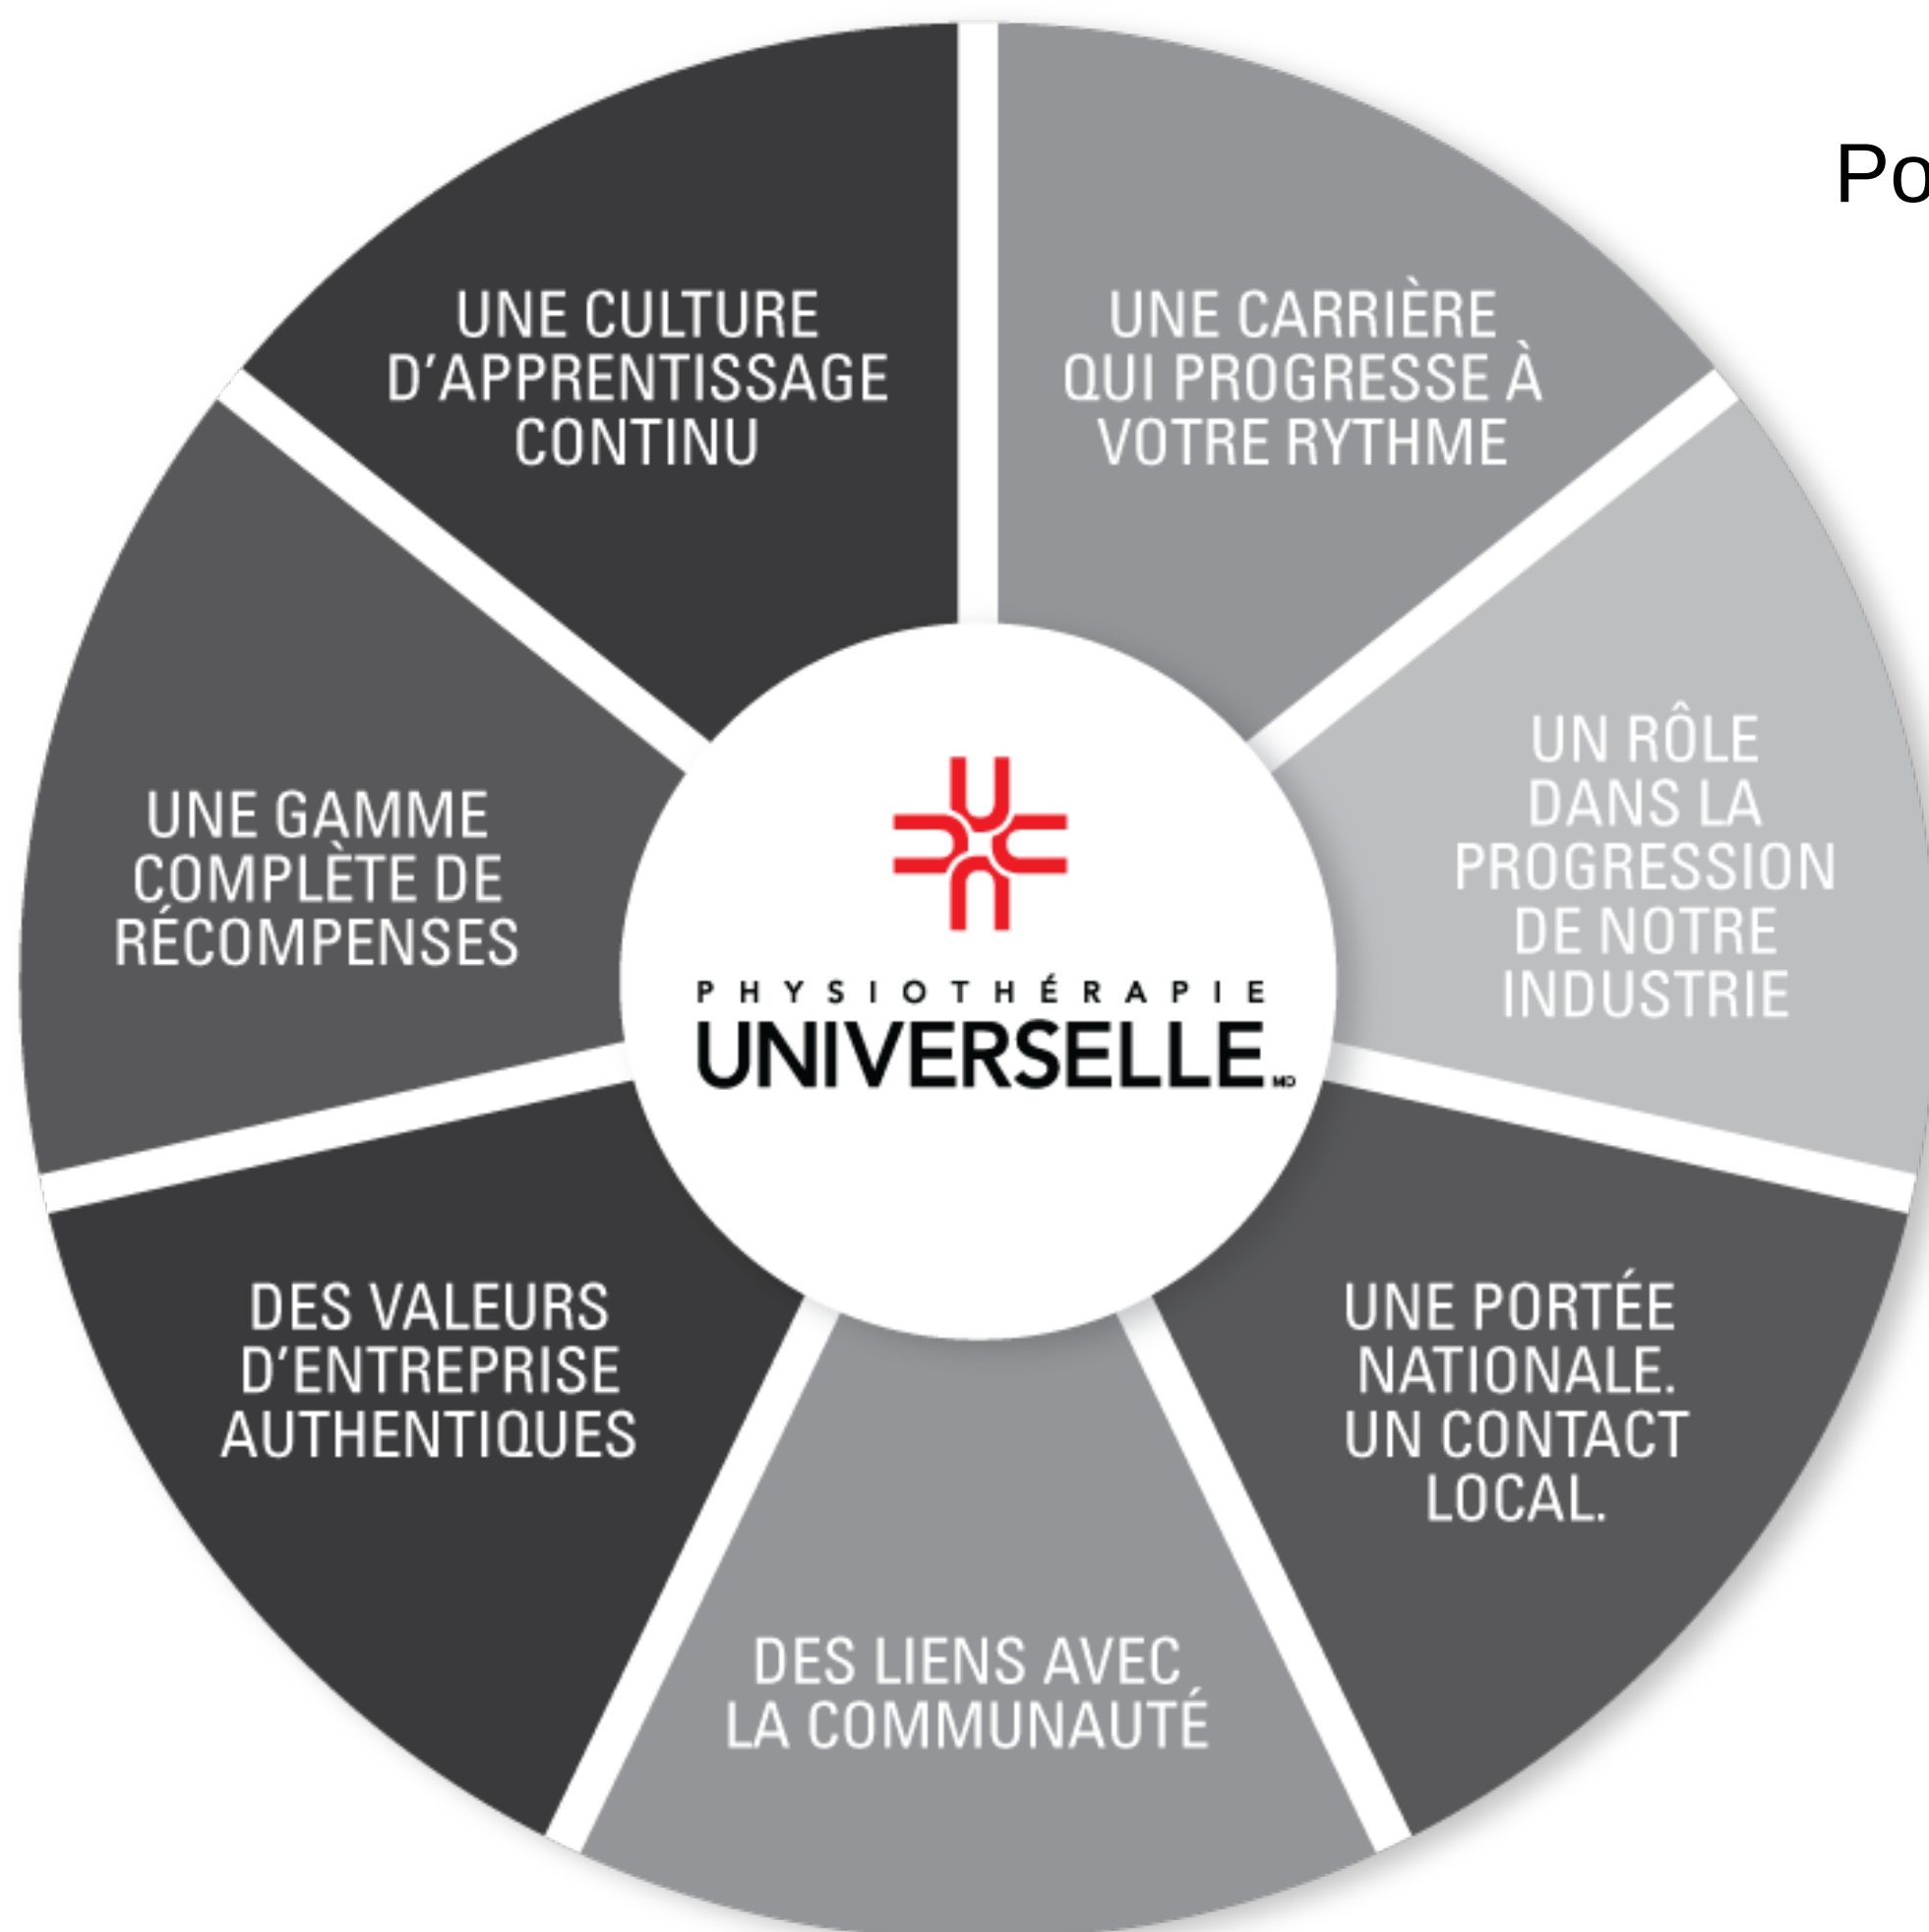 UNE CULTURE
D'APPRENTISSAGE
CONTINU
UNE CARRIÈRE
QUI PROGRESSE À
VOTRE RYTHME
Po
UN RÔLE
DANS LA
PROGRESSION
DE NOTRE
INDUSTRIE
UNE PORTÉE
NATIONALE.
UN CONTACT
LOCAL.
DES LIENS AVEC
LA COMMUNAUTÉ
DES VALEURS
D'ENTREPRISE
AUTHENTIQUES
UNE GAMME
COMPLÈTE DE
RÉCOMPENSES
PHYSIOTHÉRAPIE
UNIVERSELLE MD